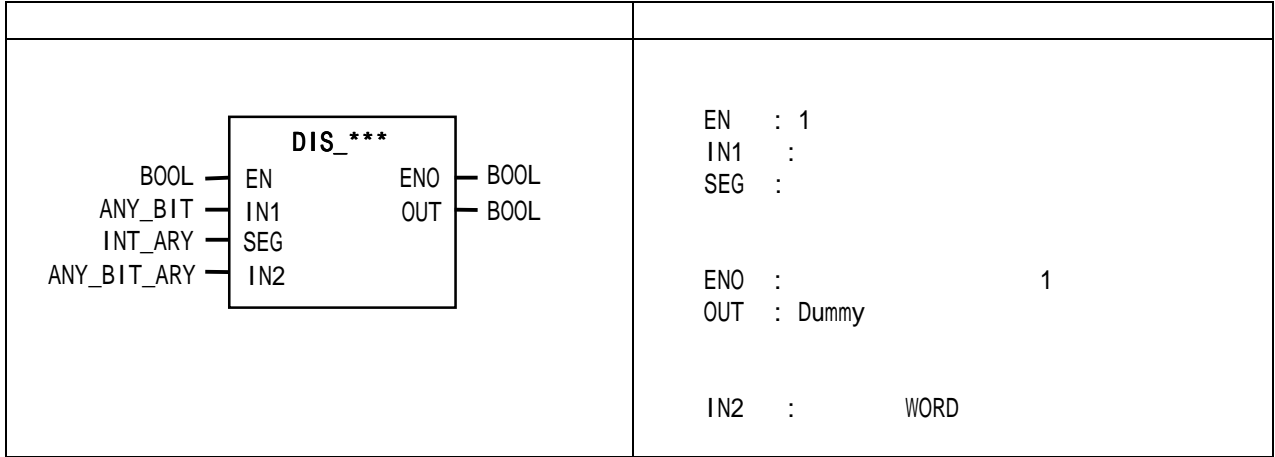 DIS_***
BOOL EN ENO BOOL
ANY_BIT IN1 OUT BOOL
INT_ARY SEG
ANY_BIT_ARY IN2
EN : 1
IN1 :
SEG :
ENO : 1
OUT : Dummy
IN2 : WORD